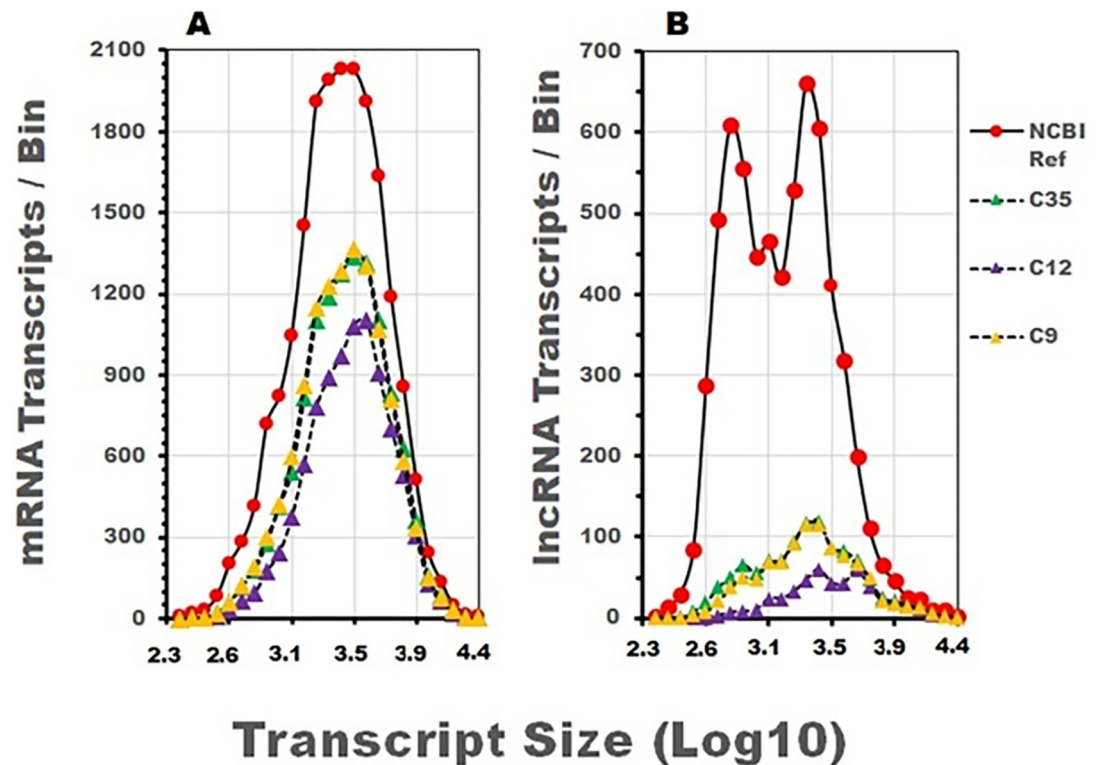 A
B
mRNA Transcripts / Bin
2100
1800
1500
1200
900
600
300
0
2.3 2.6 3.1 3.5 3.9 4.4
lncRNA Transcripts / Bin
700
600
500
400
300
200
100
0
2.3 2.6 3.1 3.5 3.9 4.4
NCBI
Ref
C35
C12
C9
Transcript Size (Log10)